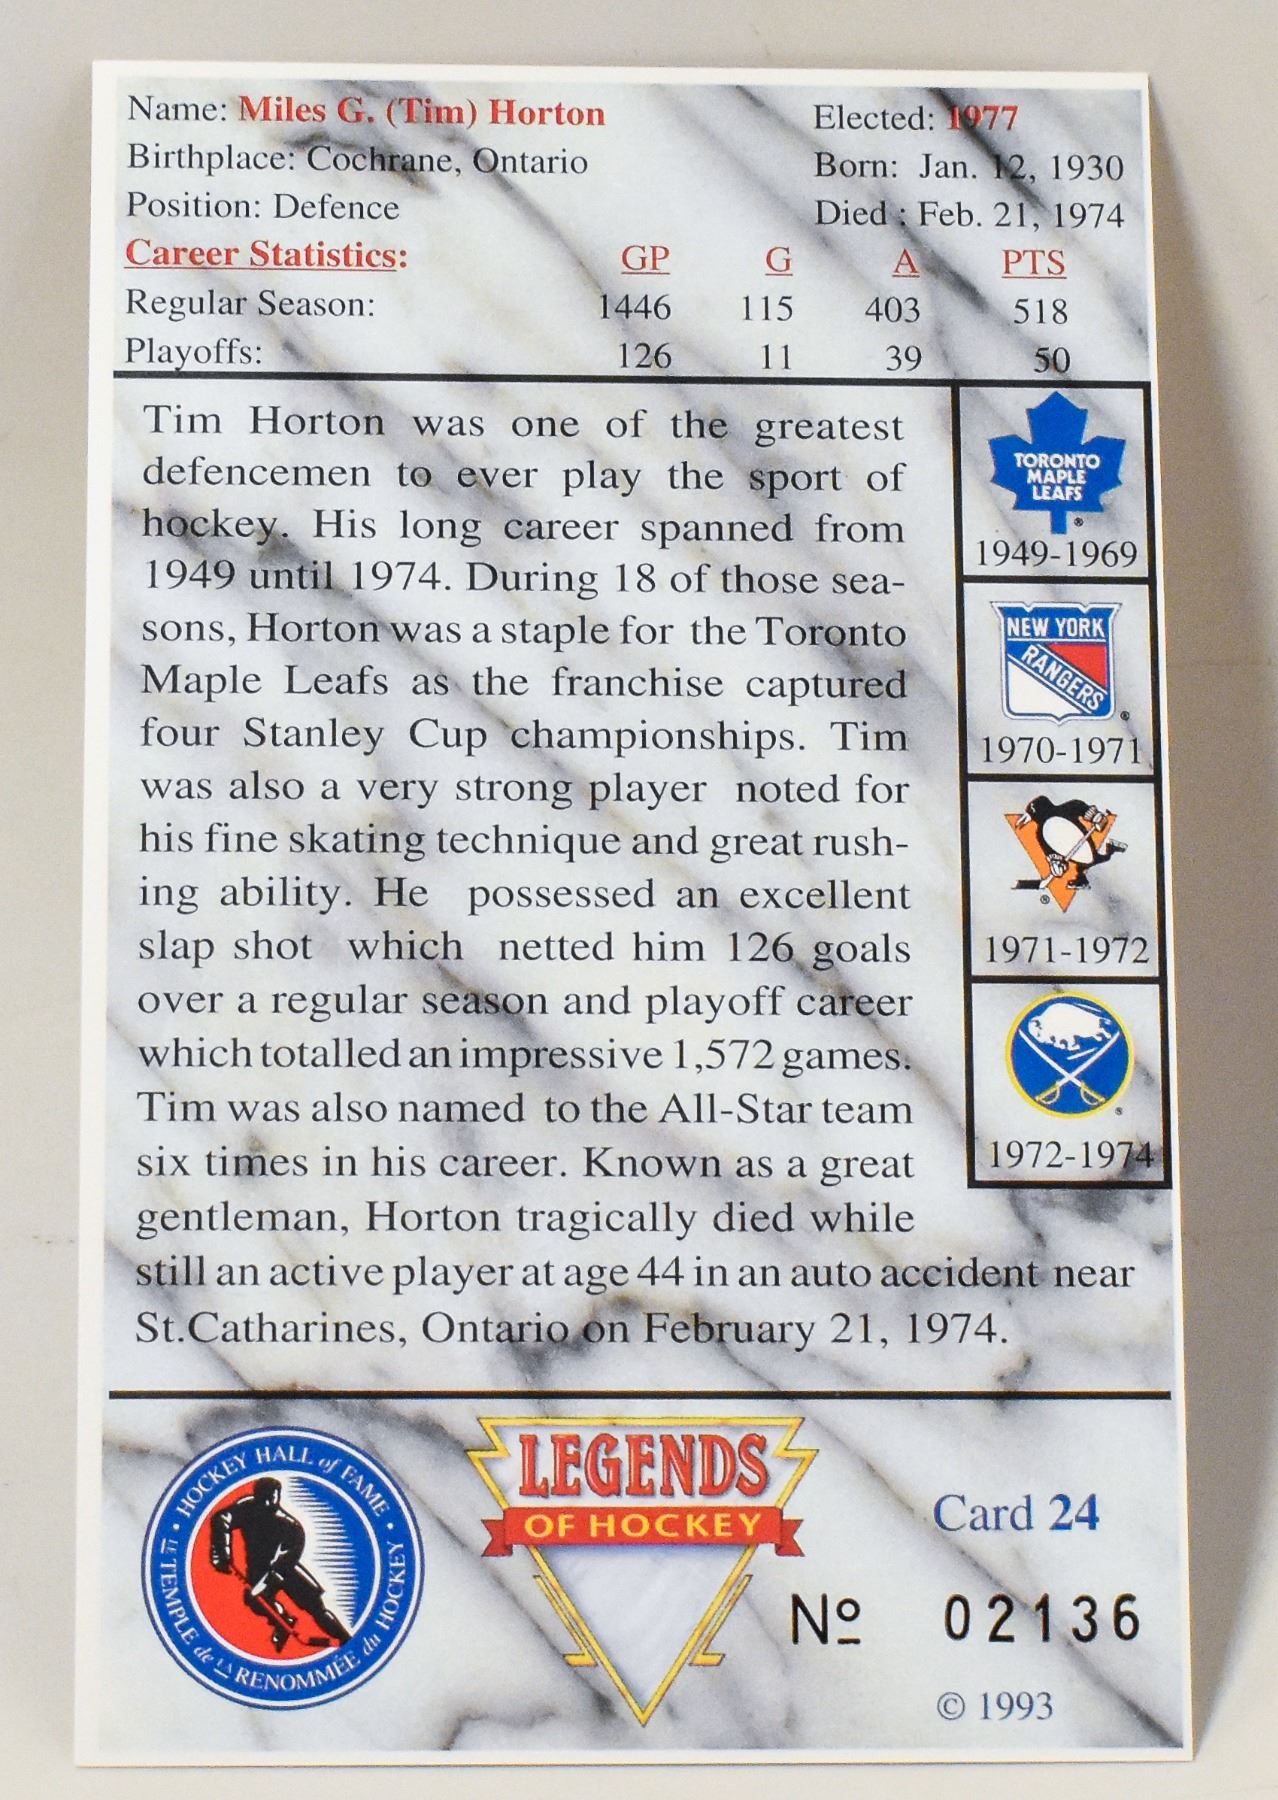 Name: Miles G. (Tim) Horton
Elected: 1977
Birthplace: Cochrane, Ontario
Born: Jan. 12, 1930
Position: Defence
Died : Feb. 21, 1974
Career Statistics: GP G A PTS
Regular Season: 1446 115 403 518
Playoffs: 126 11 39 50
Tim Horton was one of the greatest
defencemen to ever play the sport of
hockey. His long career spanned from
1949 until 1974. During 18 of those sea-
sons, Horton was a staple for the Toronto
Maple Leafs as the franchise captured
four Stanley Cup championships. Tim
was also a very strong player noted for
his fine skating technique and great rush-
ing ability. He possessed an excellent
slap shot which netted him 126 goals
over a regular season and playoff career
which totalled an impressive 1,572 games.
Tim was also named to the All-Star team
six times in his career. Known as a great
gentleman, Horton tragically died while
still an active player at age 44 in an auto accident near
St.Catharines, Ontario on February 21, 1974.
TORONTO
MAPLE
LEAFS
®
1949-1969
NEW YORK
RANGERS
®
1970-1971
®
1971-1972
®
1972-1974
HOCKEY HALL of FAME
LE TEMPLE de LA RENOMMÉE du HOCKEY
LEGENDS
OF HOCKEY
Card 24
Nº 02136
© 1993